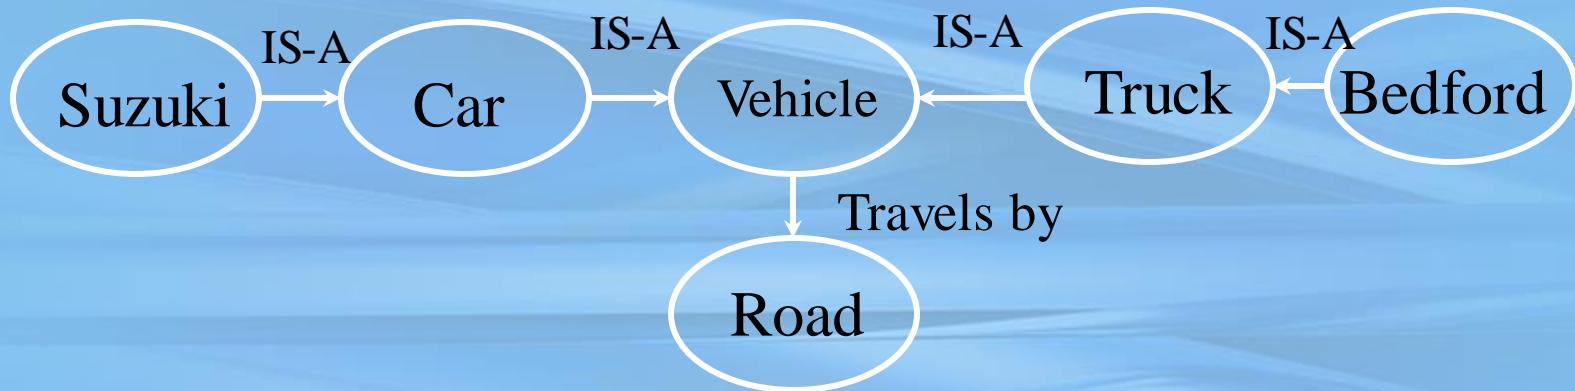 IS-A IS-A IS-A IS-A
Suzuki Car Vehicle Truck Bedford
Travels by
Road